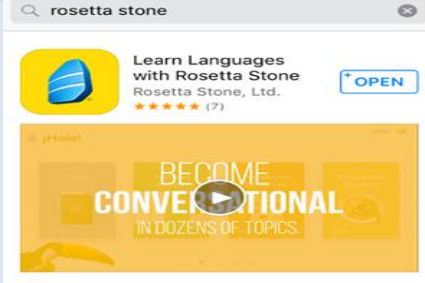 rosetta stone
Learn Languages
with Rosetta Stone
Rosetta Stone, Ltd.
(7)
+OPEN
¡Hola!
BECOME
CONVERSATIONAL
IN DOZENS OF TOPICS.